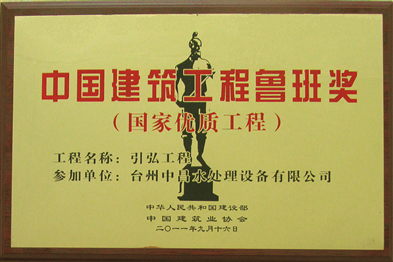 中国建筑工程鲁班奖
（国家优质工程）
工程名称：引弘工程
参加单位：台州中昌水处理设备有限公司
中华人民共和国建设部
中国建筑业协会
二〇一一年九月十六日